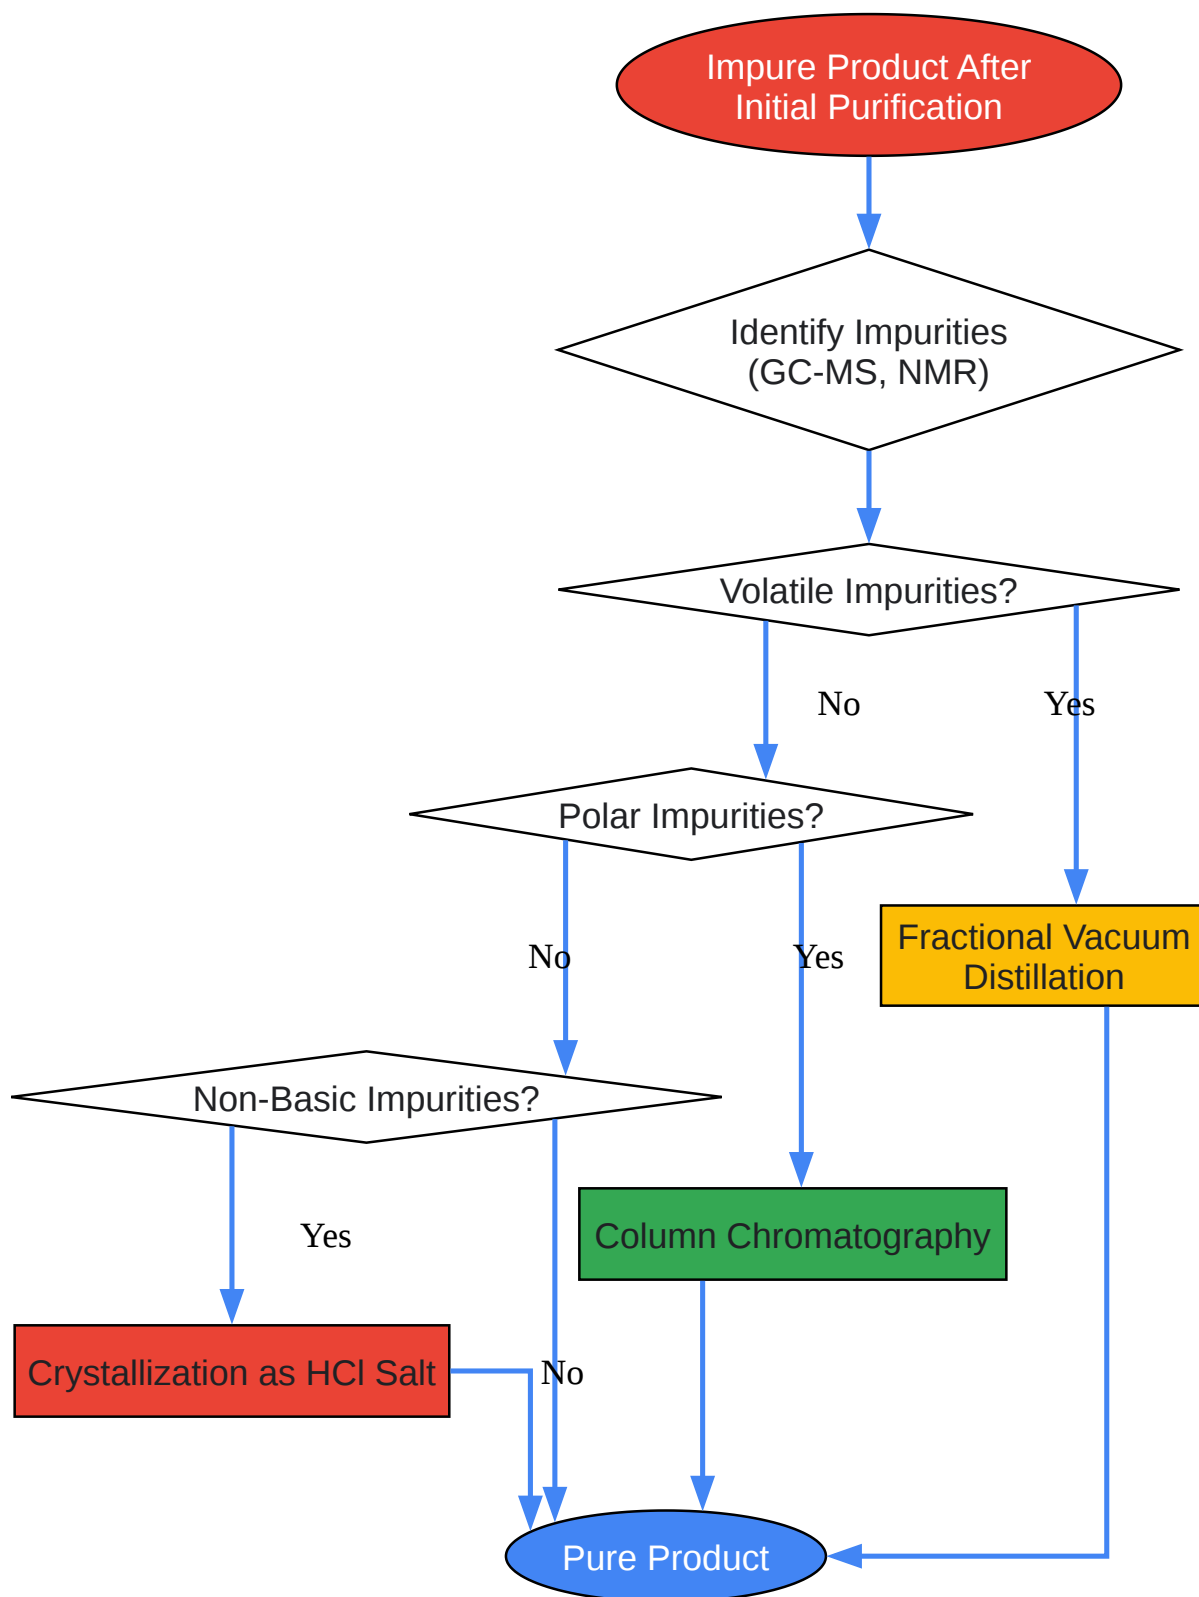 Impure Product After
Initial Purification
Identify Impurities
(GC-MS, NMR)
Volatile Impurities?
No
Yes
Polar Impurities?
Fractional Vacuum
Distillation
No
Yes
Non-Basic Impurities?
Yes
Column Chromatography
Crystallization as HCl Salt
No
Pure Product